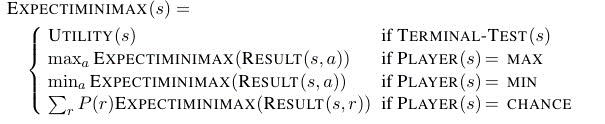 EXPECTIMINIMAX(s) =
UTILITY(s) if TERMINAL-TEST(s)
max_a EXPECTIMINIMAX(RESULT(s, a)) if PLAYER(s) = MAX
min_a EXPECTIMINIMAX(RESULT(s, a)) if PLAYER(s) = MIN
∑_r P(r)EXPECTIMINIMAX(RESULT(s, r)) if PLAYER(s) = CHANCE